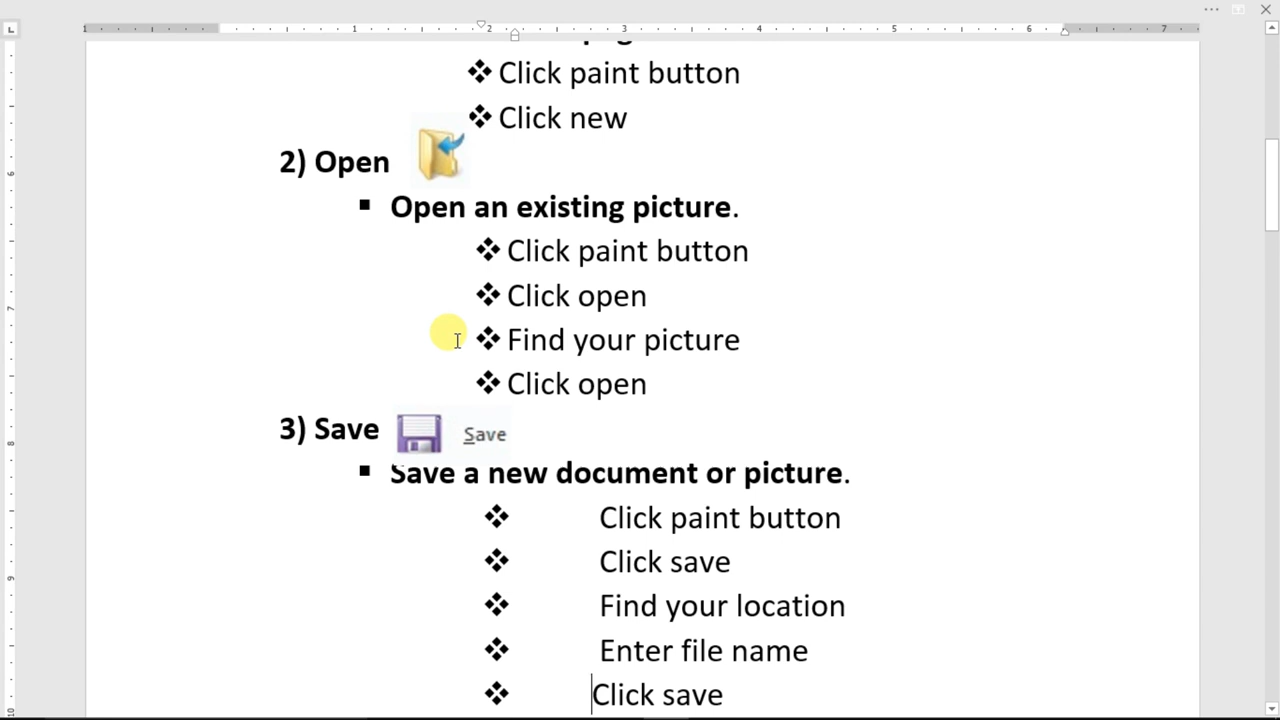 ❖ Click paint button
❖ Click new
2) Open
▪ Open an existing picture.
❖ Click paint button
❖ Click open
❖ Find your picture
❖ Click open
3) Save Save
▪ Save a new document or picture.
❖ Click paint button
❖ Click save
❖ Find your location
❖ Enter file name
❖ Click save